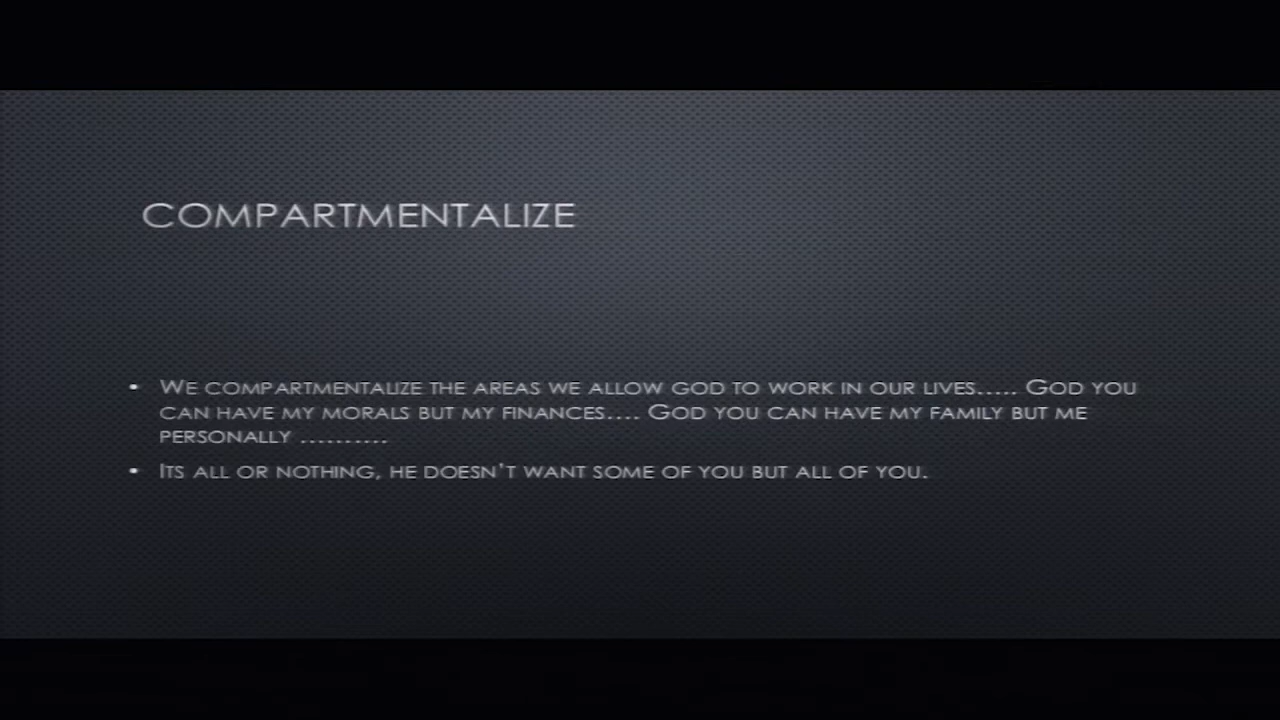 COMPARTMENTALIZE
• WE COMPARTMENTALIZE THE AREAS WE ALLOW GOD TO WORK IN OUR LIVES..... GOD YOU
CAN HAVE MY MORALS BUT MY FINANCES.... GOD YOU CAN HAVE MY FAMILY BUT ME
PERSONALLY ..........
• ITS ALL OR NOTHING, HE DOESN'T WANT SOME OF YOU BUT ALL OF YOU.